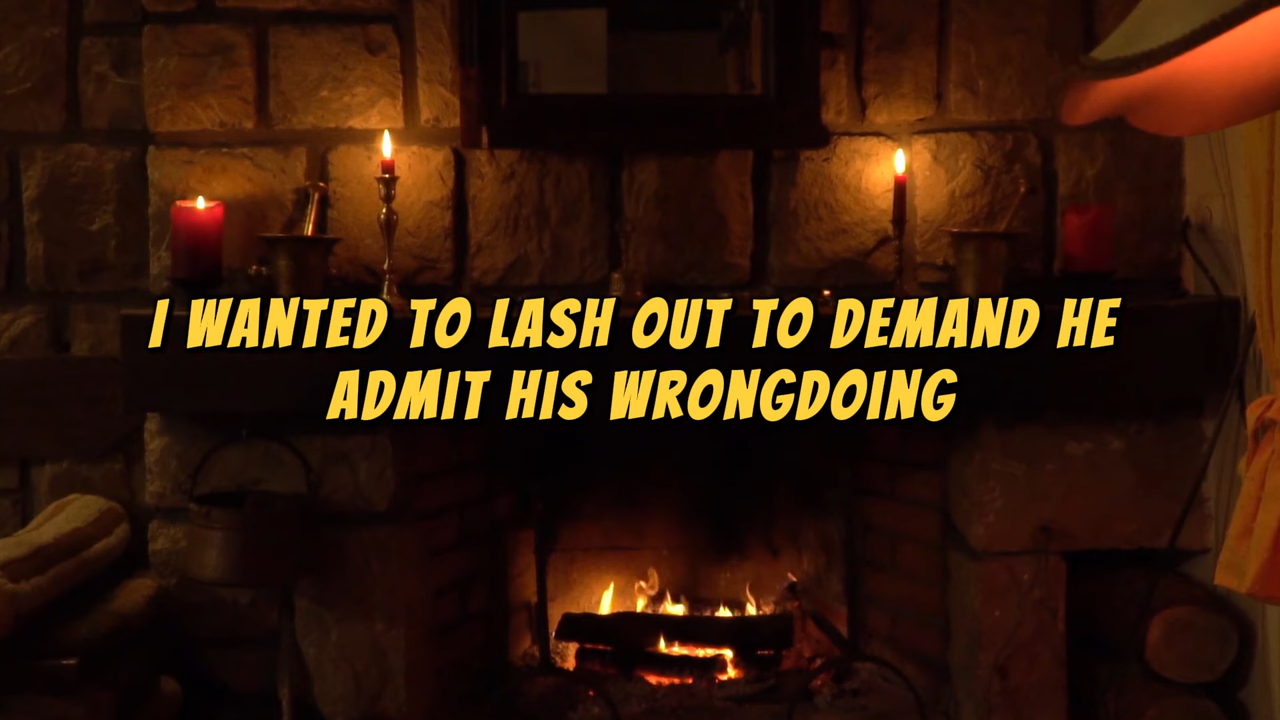 I WANTED TO LASH OUT TO DEMAND HE
ADMIT HIS WRONGDOING